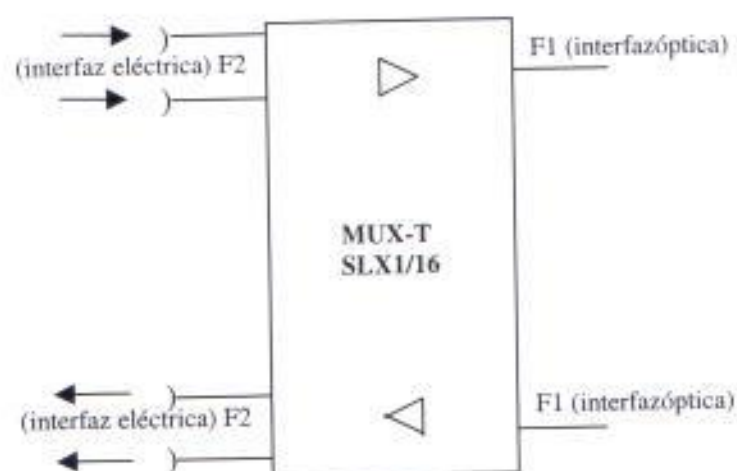 (interfaz eléctrica) F2
F1 (interfazóptica)
MUX-T
SLX1/16
(interfaz eléctrica) F2
F1 (interfazóptica)